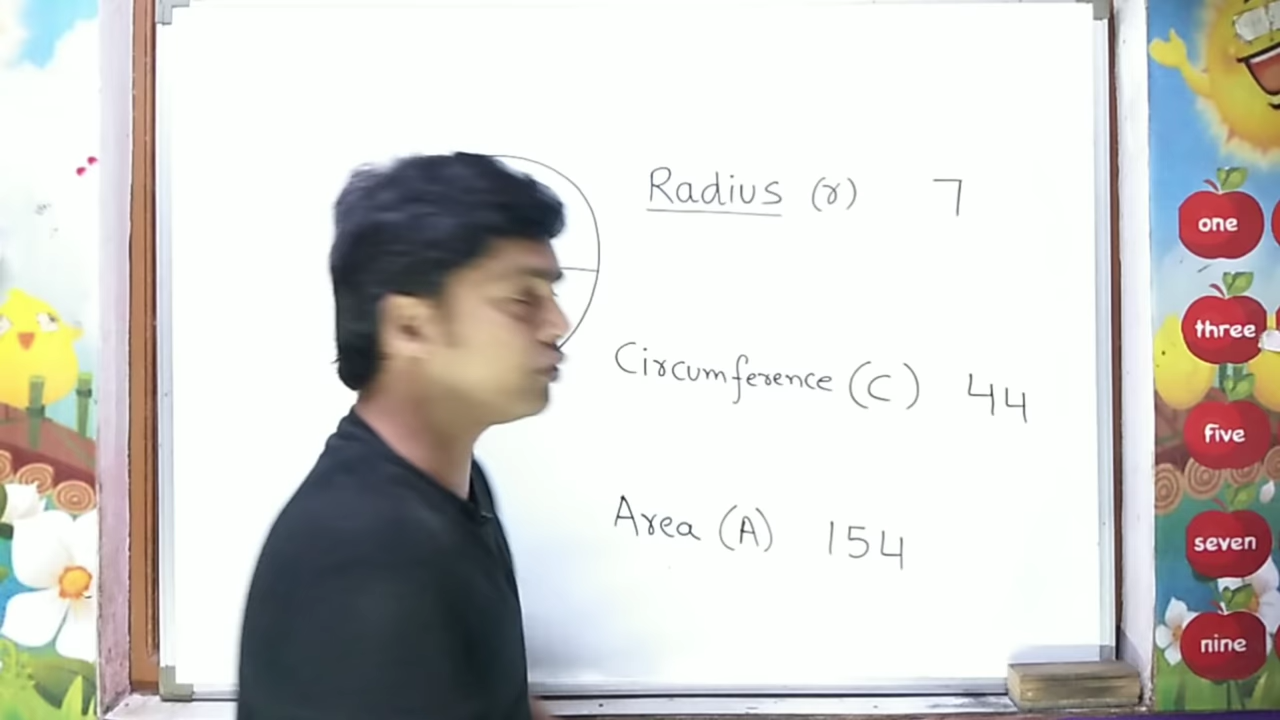 Radius (r) 7
Circumference (C) 44
Area (A) 154
one
three
five
seven
nine